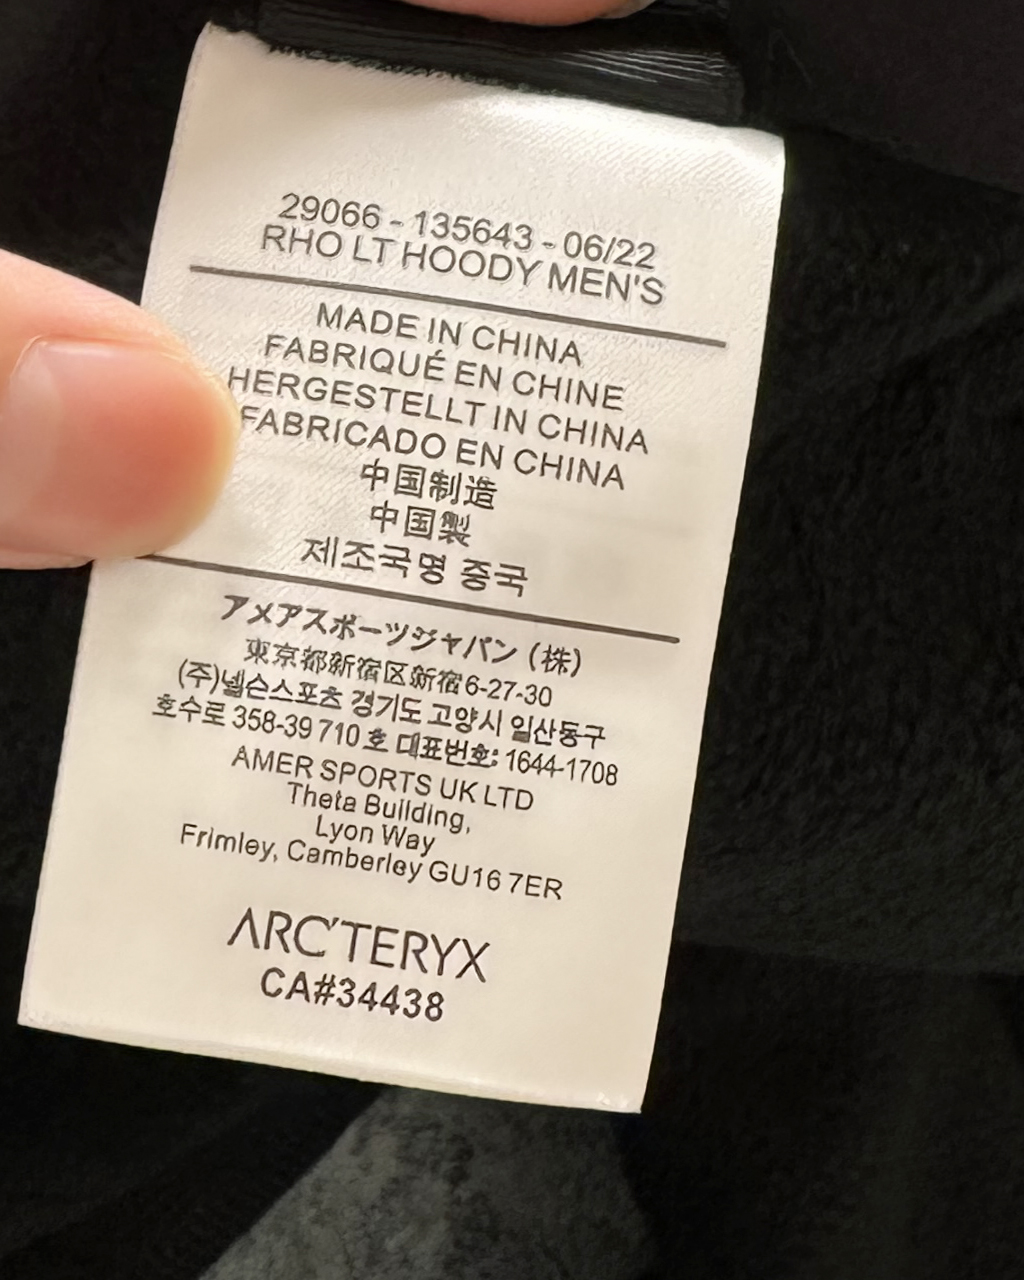 29066 - 135643 - 06/22
RHO LT HOODY MEN'S
MADE IN CHINA
FABRIQUÉ EN CHINE
HERGESTELLT IN CHINA
FABRICADO EN CHINA
中国制造
中国製
제조국명 중국
アメアスポーツジャパン (株)
東京都新宿区新宿6-27-30
(주)넬슨스포츠 경기도 고양시 일산동구
호수로 358-39 710 호 대표번호: 1644-1708
AMER SPORTS UK LTD
Theta Building,
Lyon Way
Frimley, Camberley GU16 7ER
ARC'TERYX
CA#34438